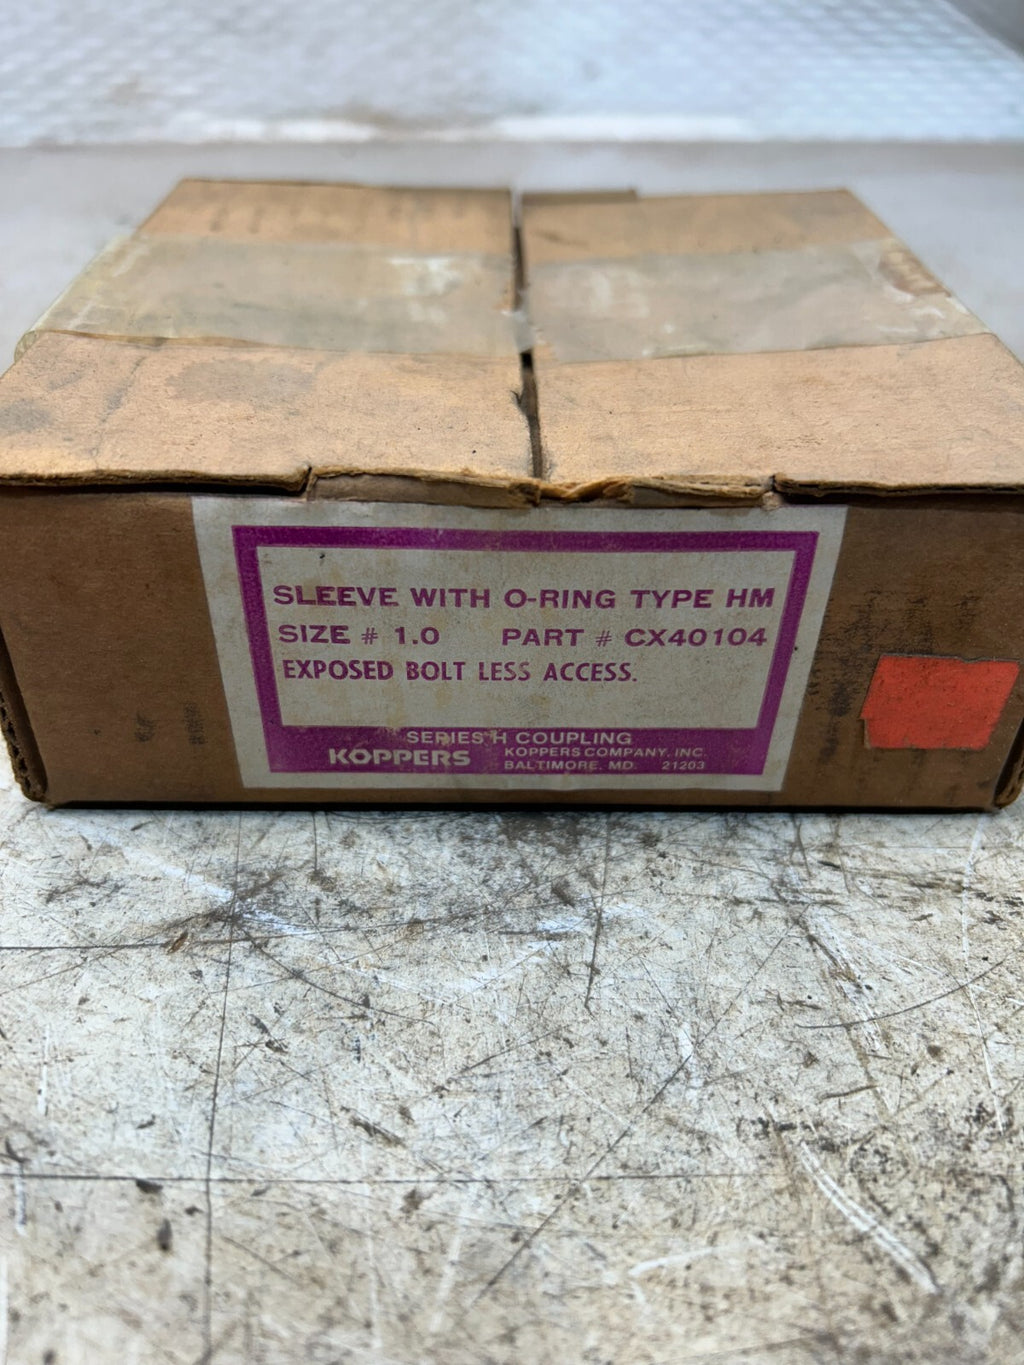 SLEEVE WITH O-RING TYPE HM
SIZE # 1.0 PART # CX40104
EXPOSED BOLT LESS ACCESS.
SERIES H COUPLING
KOPPERS KOPPERS COMPANY, INC.
BALTIMORE, MD. 21203